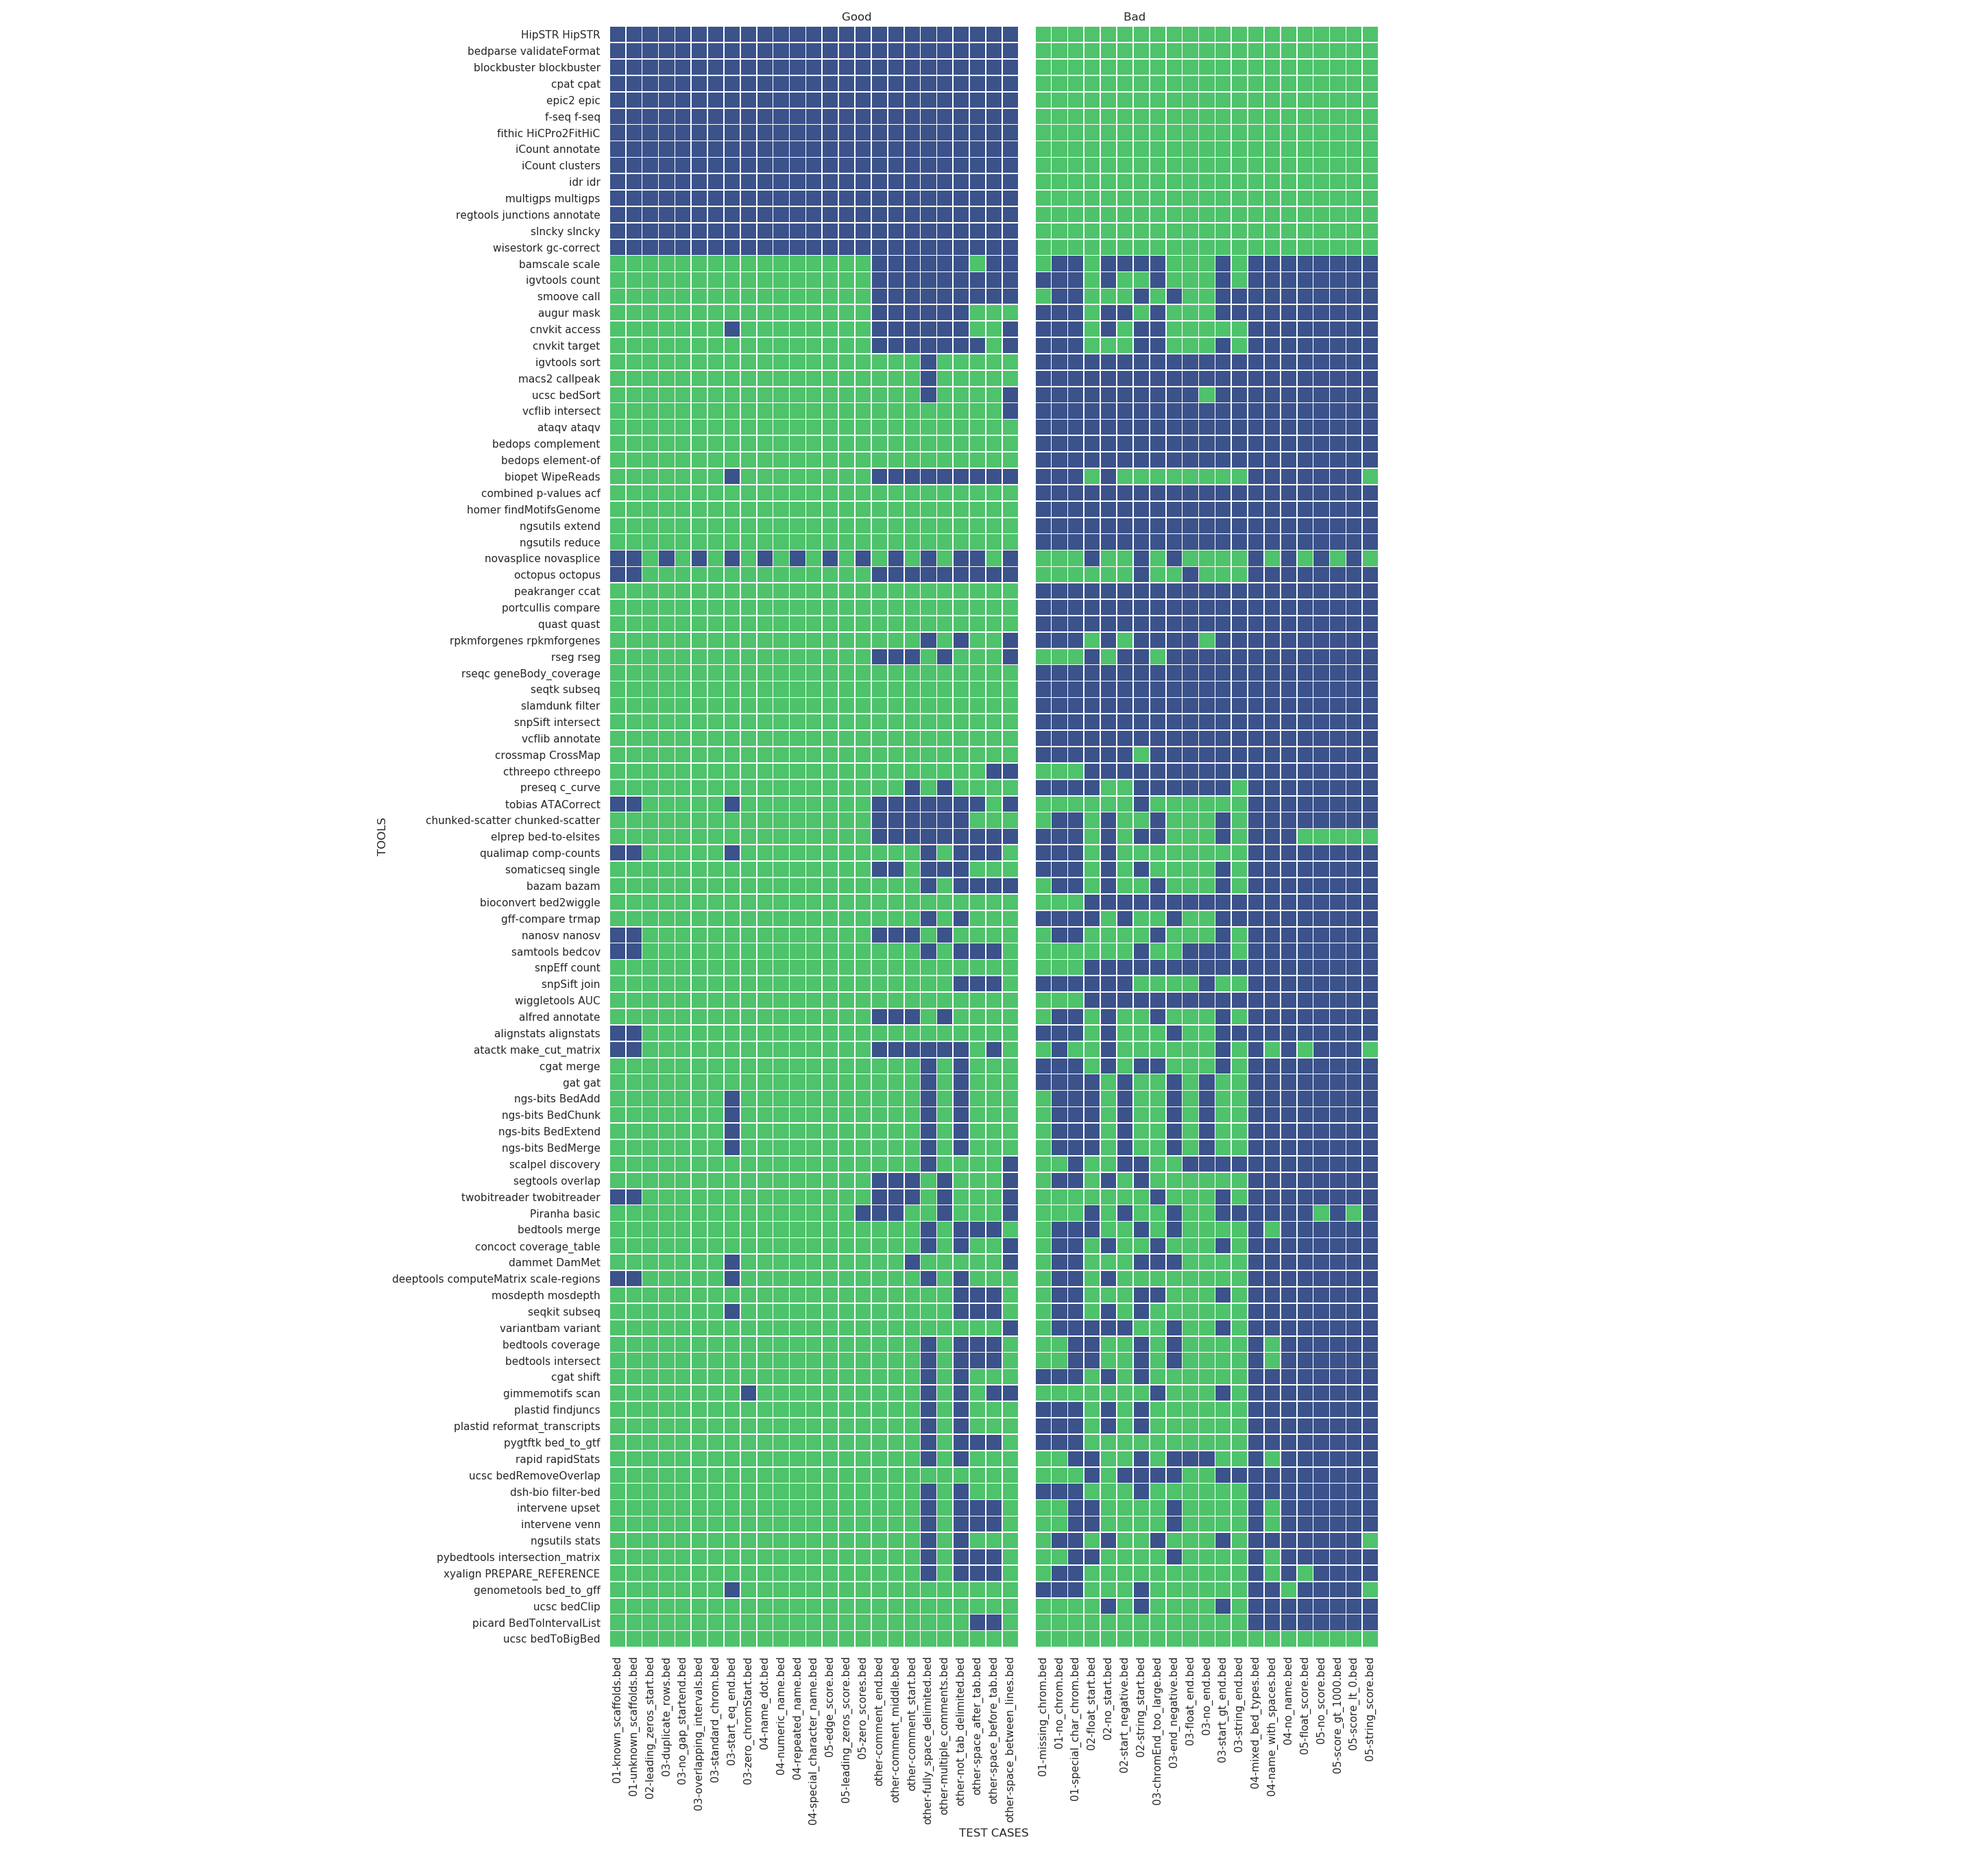 Good
Bad
HipSTR HipSTR
bedparse validateFormat
blockbuster blockbuster
cpat cpat
epic2 epic
f-seq f-seq
fithic HiCPro2FitHiC
iCount annotate
iCount clusters
idr idr
multigps multigps
regtools junctions annotate
slncky slncky
wisestork gc-correct
bamscale scale
igvtools count
smoove call
augur mask
cnvkit access
cnvkit target
igvtools sort
macs2 callpeak
ucsc bedSort
vcflib intersect
ataqv ataqv
bedops complement
bedops element-of
biopet WipeReads
combined p-values acf
homer findMotifsGenome
ngsutils extend
ngsutils reduce
novasplice novasplice
octopus octopus
peakranger ccat
portcullis compare
quast quast
rpkmforgenes rpkmforgenes
rseg rseg
rseqc geneBody_coverage
seqtk subseq
slamdunk filter
snpSift intersect
vcflib annotate
crossmap CrossMap
cthreepo cthreepo
preseq c_curve
tobias ATACorrect
chunked-scatter chunked-scatter
elprep bed-to-elsites
qualimap comp-counts
somaticseq single
bazam bazam
bioconvert bed2wiggle
gff-compare trmap
nanosv nanosv
samtools bedcov
snpEff count
snpSift join
wiggletools AUC
alfred annotate
alignstats alignstats
atactk make_cut_matrix
cgat merge
gat gat
ngs-bits BedAdd
ngs-bits BedChunk
ngs-bits BedExtend
ngs-bits BedMerge
scalpel discovery
segtools overlap
twobitreader twobitreader
Piranha basic
bedtools merge
concoct coverage_table
dammet DamMet
deeptools computeMatrix scale-regions
mosdepth mosdepth
seqkit subseq
variantbam variant
bedtools coverage
bedtools intersect
cgat shift
gimmemotifs scan
plastid findjuncs
plastid reformat_transcripts
pygtftk bed_to_gtf
rapid rapidStats
ucsc bedRemoveOverlap
dsh-bio filter-bed
intervene upset
intervene venn
ngsutils stats
pybedtools intersection_matrix
xyalign PREPARE_REFERENCE
genometools bed_to_gff
ucsc bedClip
picard BedToIntervalList
ucsc bedToBigBed
TOOLS
01-known_scaffolds.bed
01-unknown_scaffolds.bed
02-leading_zeros_start.bed
03-duplicate_rows.bed
03-no_gap_startend.bed
03-overlapping_intervals.bed
03-standard_chrom.bed
03-start_eq_end.bed
03-zero_chromStart.bed
04-name_dot.bed
04-numeric_name.bed
04-repeated_name.bed
04-special_character_name.bed
05-edge_score.bed
05-leading_zeros_score.bed
05-zero_scores.bed
other-comment_end.bed
other-comment_middle.bed
other-comment_start.bed
other-fully_space_delimited.bed
other-multiple_comments.bed
other-not_tab_delimited.bed
other-space_after_tab.bed
other-space_before_tab.bed
other-space_between_lines.bed
01-missing_chrom.bed
01-no_chrom.bed
01-special_char_chrom.bed
02-float_start.bed
02-no_start.bed
02-start_negative.bed
02-string_start.bed
03-chromEnd_too_large.bed
03-end_negative.bed
03-float_end.bed
03-no_end.bed
03-start_gt_end.bed
03-string_end.bed
04-mixed_bed_types.bed
04-name_with_spaces.bed
04-no_name.bed
05-float_score.bed
05-no_score.bed
05-score_gt_1000.bed
05-score_lt_0.bed
05-string_score.bed
TEST CASES